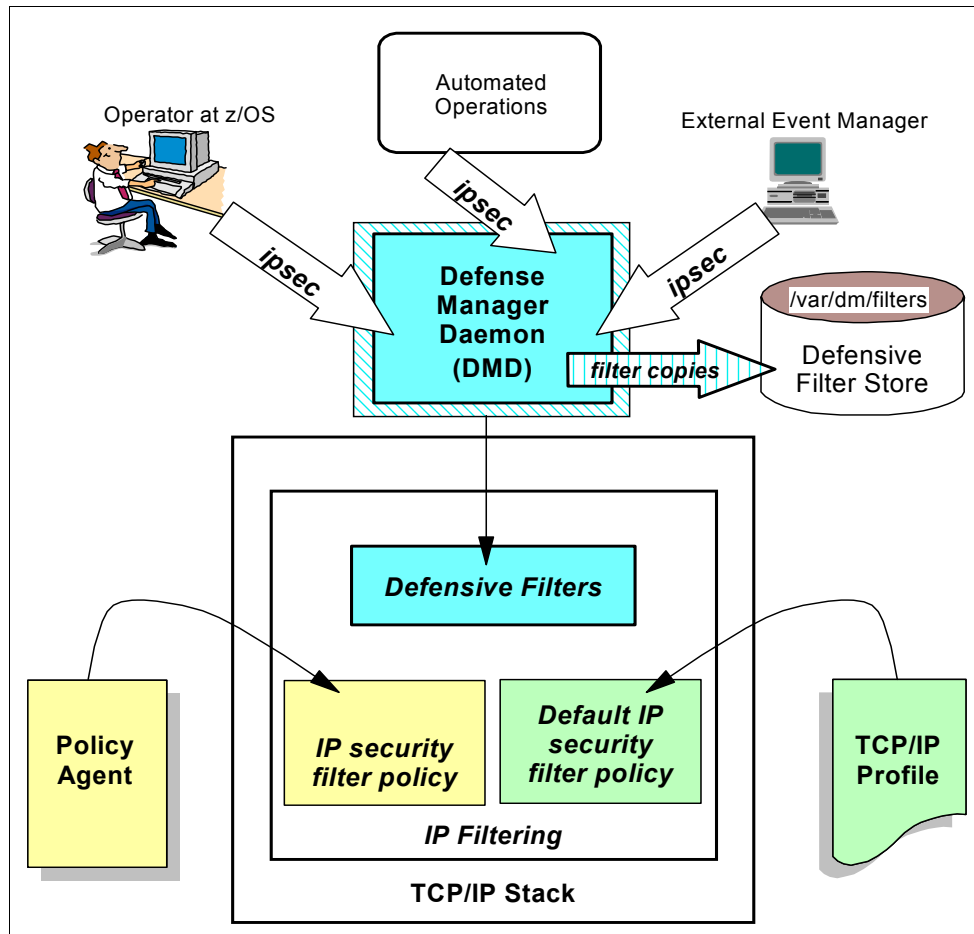 Automated
Operations
Operator at z/OS
External Event Manager
ipsec
ipsec
ipsec
Defense
Manager
Daemon
(DMD)
filter copies
/var/dm/filters
Defensive
Filter Store
Defensive Filters
Policy
Agent
IP security
filter policy
Default IP
security
filter policy
TCP/IP
Profile
IP Filtering
TCP/IP Stack